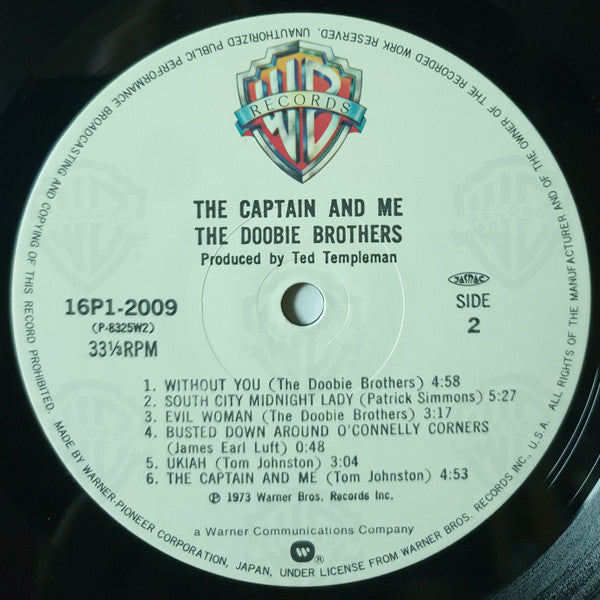 WB
RECORDS
THE CAPTAIN AND ME
THE DOOBIE BROTHERS
Produced by Ted Templeman
16P1-2009
(P-8325W2)
33⅓RPM
JASRAC
SIDE
2
1. WITHOUT YOU (The Doobie Brothers) 4:58
2. SOUTH CITY MIDNIGHT LADY (Patrick Simmons) 5:27
3. EVIL WOMAN (The Doobie Brothers) 3:17
4. BUSTED DOWN AROUND O'CONNELLY CORNERS
(James Earl Luft) 0:48
5. UKIAH (Tom Johnston) 3:04
6. THE CAPTAIN AND ME (Tom Johnston) 4:53
℗ 1973 Warner Bros. Records Inc.
a Warner Communications Company
®
MADE BY WARNER-PIONEER CORPORATION, JAPAN, UNDER LICENSE FROM WARNER BROS. RECORDS INC., U.S.A. ALL RIGHTS OF THE MANUFACTURER AND OF THE OWNER OF THE RECORDED WORK RESERVED. UNAUTHORIZED PUBLIC PERFORMANCE BROADCASTING AND COPYING OF THIS RECORD PROHIBITED.